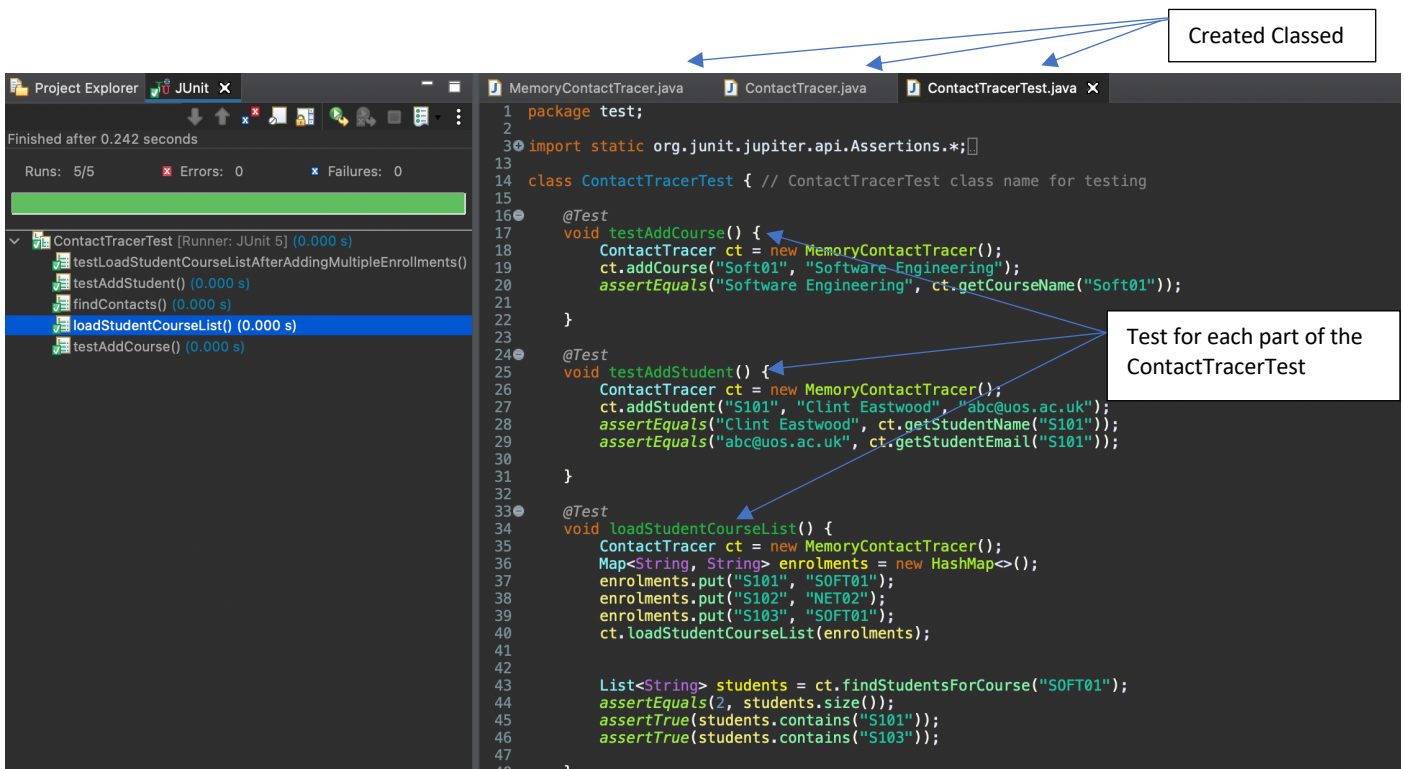 Created Classed
Project Explorer JUnit
Finished after 0.242 seconds
Runs: 5/5 Errors: 0 Failures: 0
ContactTracerTest [Runner: JUnit 5] (0.000 s)
testLoadStudentCourseListAfterAddingMultipleEnrollments()
testAddStudent() (0.000 s)
findContacts() (0.000 s)
loadStudentCourseList() (0.000 s)
testAddCourse() (0.000 s)
MemoryContactTracer.java ContactTracer.java ContactTracerTest.java
1 package test;
2
3 import static org.junit.jupiter.api.Assertions.*;
13
14 class ContactTracerTest { // ContactTracerTest class name for testing
15
16 @Test
17 void testAddCourse() {
18 ContactTracer ct = new MemoryContactTracer();
19 ct.addCourse("Soft01", "Software Engineering");
20 assertEquals("Software Engineering", ct.getCourseName("Soft01"));
21
22 }
23
24 @Test
25 void testAddStudent() {
26 ContactTracer ct = new MemoryContactTracer();
27 ct.addStudent("S101", "Clint Eastwood", "abc@uos.ac.uk");
28 assertEquals("Clint Eastwood", ct.getStudentName("S101"));
29 assertEquals("abc@uos.ac.uk", ct.getStudentEmail("S101"));
30
31 }
32
33 @Test
34 void loadStudentCourseList() {
35 ContactTracer ct = new MemoryContactTracer();
36 Map<String, String> enrolments = new HashMap<>();
37 enrolments.put("S101", "SOFT01");
38 enrolments.put("S102", "NET02");
39 enrolments.put("S103", "SOFT01");
40 ct.loadStudentCourseList(enrolments);
41
42
43 List<String> students = ct.findStudentsForCourse("SOFT01");
44 assertEquals(2, students.size());
45 assertTrue(students.contains("S101"));
46 assertTrue(students.contains("S103"));
47
Test for each part of the
ContactTracerTest